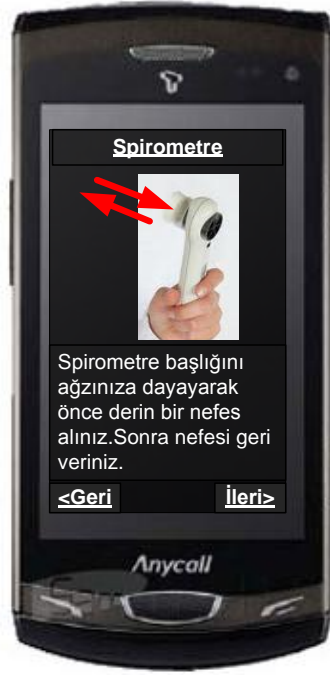 Spirometre
Spirometre başlığını
ağzınıza dayayarak
önce derin bir nefes
alınız.Sonra nefesi geri
veriniz.
<Geri
İleri>
Anycall